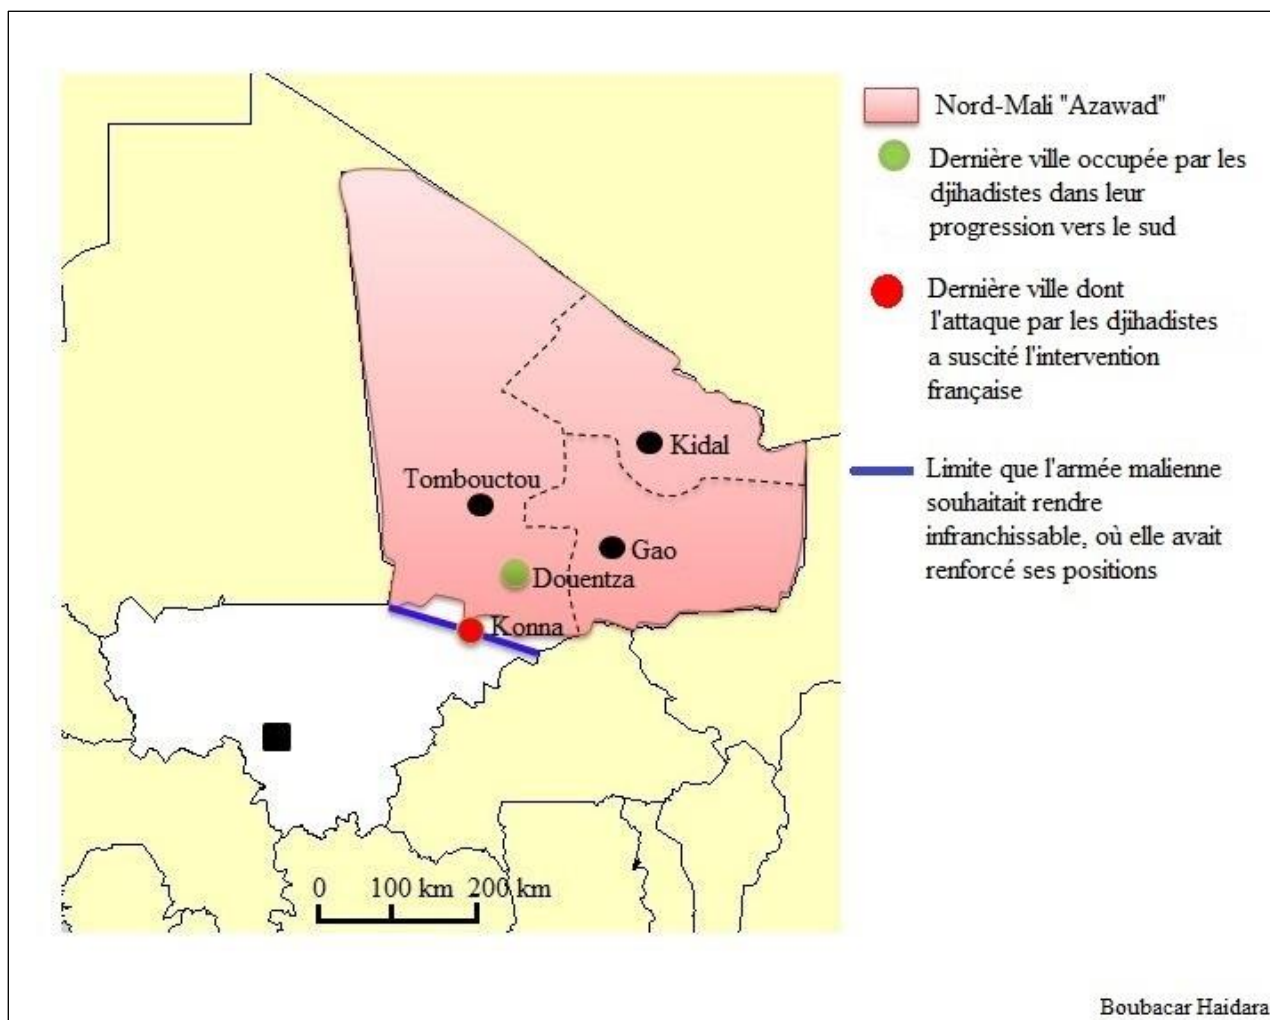 Nord-Mali "Azawad"
Dernière ville occupée par les
djihadistes dans leur
progression vers le sud
Dernière ville dont
l'attaque par les djihadistes
a suscité l'intervention
française
Limite que l'armée malienne
souhaitait rendre
infranchissable, où elle avait
renforcé ses positions
Kidal
Tombouctou
Gao
Douentza
Konna
0 100 km 200 km
Boubacar Haidara